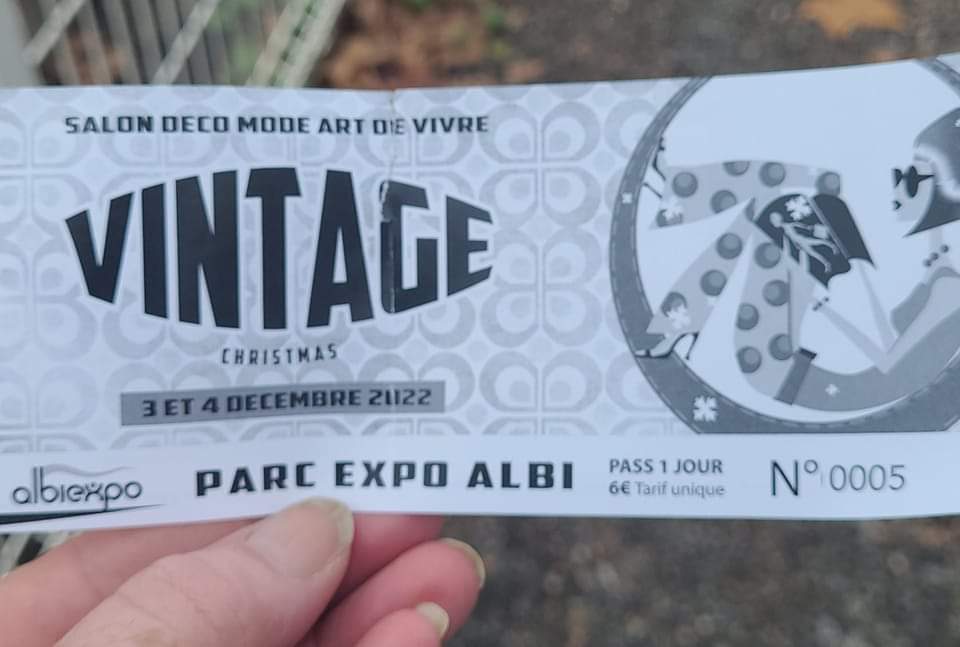 SALON DECO MODE ART DE VIVRE
VINTAGE
CHRISTMAS
3 ET 4 DECEMBRE 2022
albiexpo
PARC EXPO ALBI
PASS 1 JOUR
6€ Tarif unique
N° 0005